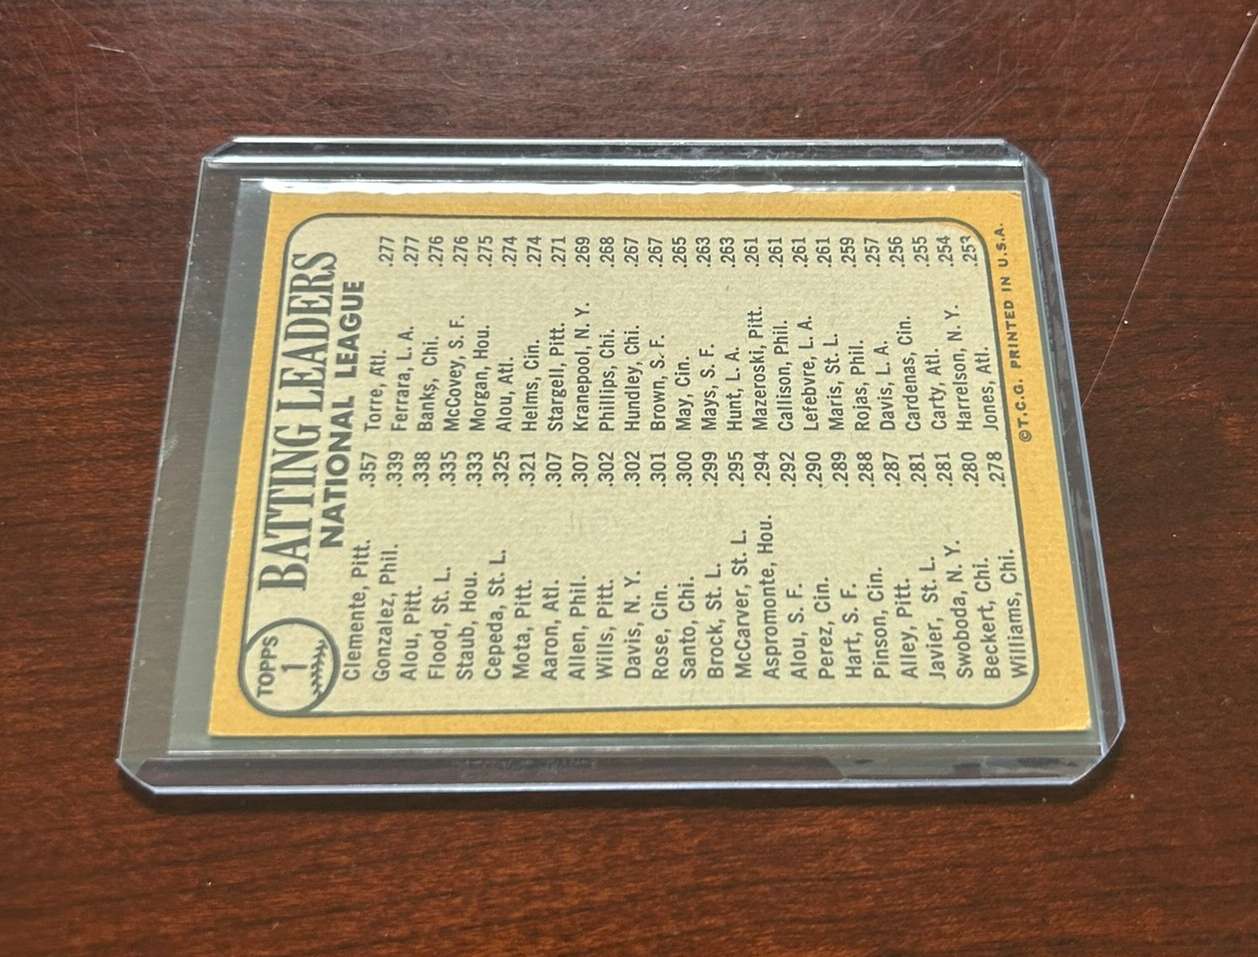 TOPPS
1
BATTING LEADERS
NATIONAL LEAGUE
Clemente, Pitt. .357 Torre, Atl. .277
Gonzalez, Phil. .339 Ferrara, L. A. .277
Alou, Pitt. .338 Banks, Chi. .276
Flood, St. L. .335 McCovey, S. F. .276
Staub, Hou. .333 Morgan, Hou. .275
Cepeda, St. L. .325 Alou, Atl. .274
Mota, Pitt. .321 Helms, Cin. .274
Aaron, Atl. .307 Stargell, Pitt. .271
Allen, Phil. .307 Kranepool, N. Y. .269
Wills, Pitt. .302 Phillips, Chi. .268
Davis, N. Y. .302 Hundley, Chi. .267
Rose, Cin. .301 Brown, S. F. .267
Santo, Chi. .300 May, Cin. .265
Brock, St. L. .299 Mays, S. F. .263
McCarver, St. L. .295 Hunt, L. A. .263
Aspromonte, Hou. .294 Mazeroski, Pitt. .261
Alou, S. F. .292 Callison, Phil. .261
Perez, Cin. .290 Lefebvre, L. A. .261
Hart, S. F. .289 Maris, St. L. .261
Pinson, Cin. .288 Rojas, Phil. .259
Alley, Pitt. .287 Davis, L.A. .257
Javier, St. L. .281 Cardenas, Cin. .256
Swoboda, N. Y. .281 Carty, Atl. .255
Beckert, Chi. .280 Harrelson, N. Y. .254
Williams, Chi. .278 Jones, Atl. .253
©T.C.G. PRINTED IN U.S.A.